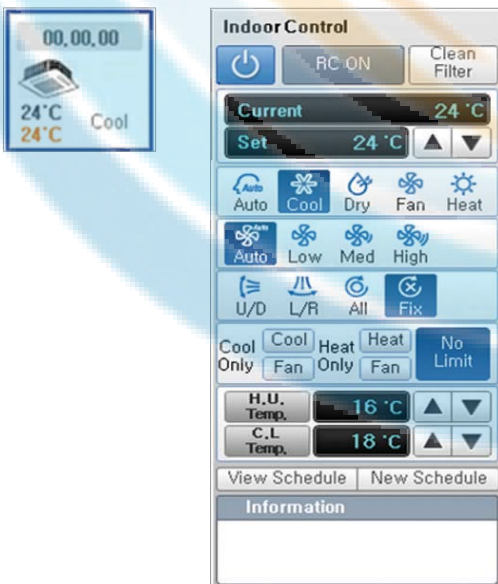 00,00,00
24°C
24°C Cool
Indoor Control
RC ON Clean Filter
Current 24 °C
Set 24 °C
Auto Cool Dry Fan Heat
Auto Low Med High
U/D L/R All Fix
Cool Only Cool Fan Heat Only Heat Fan No Limit
H.U. Temp. 16 °C
C.L Temp. 18 °C
View Schedule New Schedule
Information